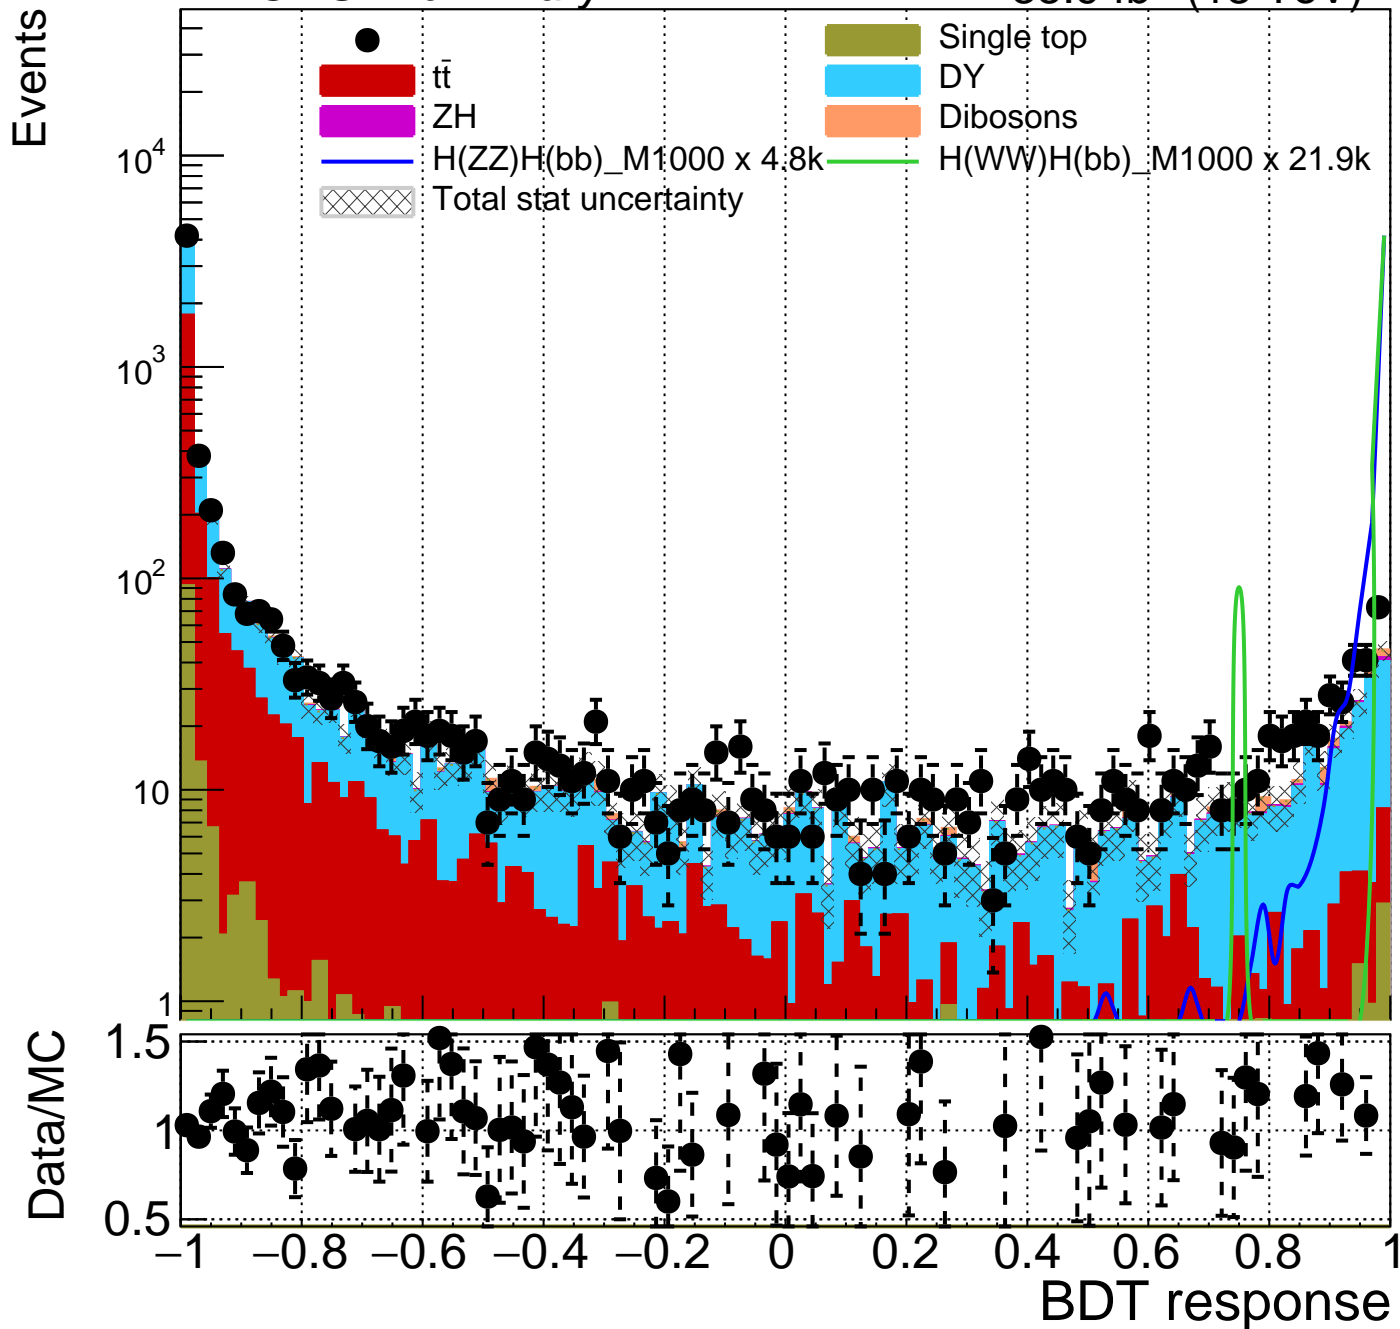 Events
Single top
tt̄
DY
ZH
Dibosons
H(ZZ)H(bb)_M1000 x 4.8k
H(WW)H(bb)_M1000 x 21.9k
Total stat uncertainty
10⁴
10³
10²
10
1
Data/MC
1.5
1
0.5
−1 −0.8 −0.6 −0.4 −0.2 0 0.2 0.4 0.6 0.8 1
BDT response